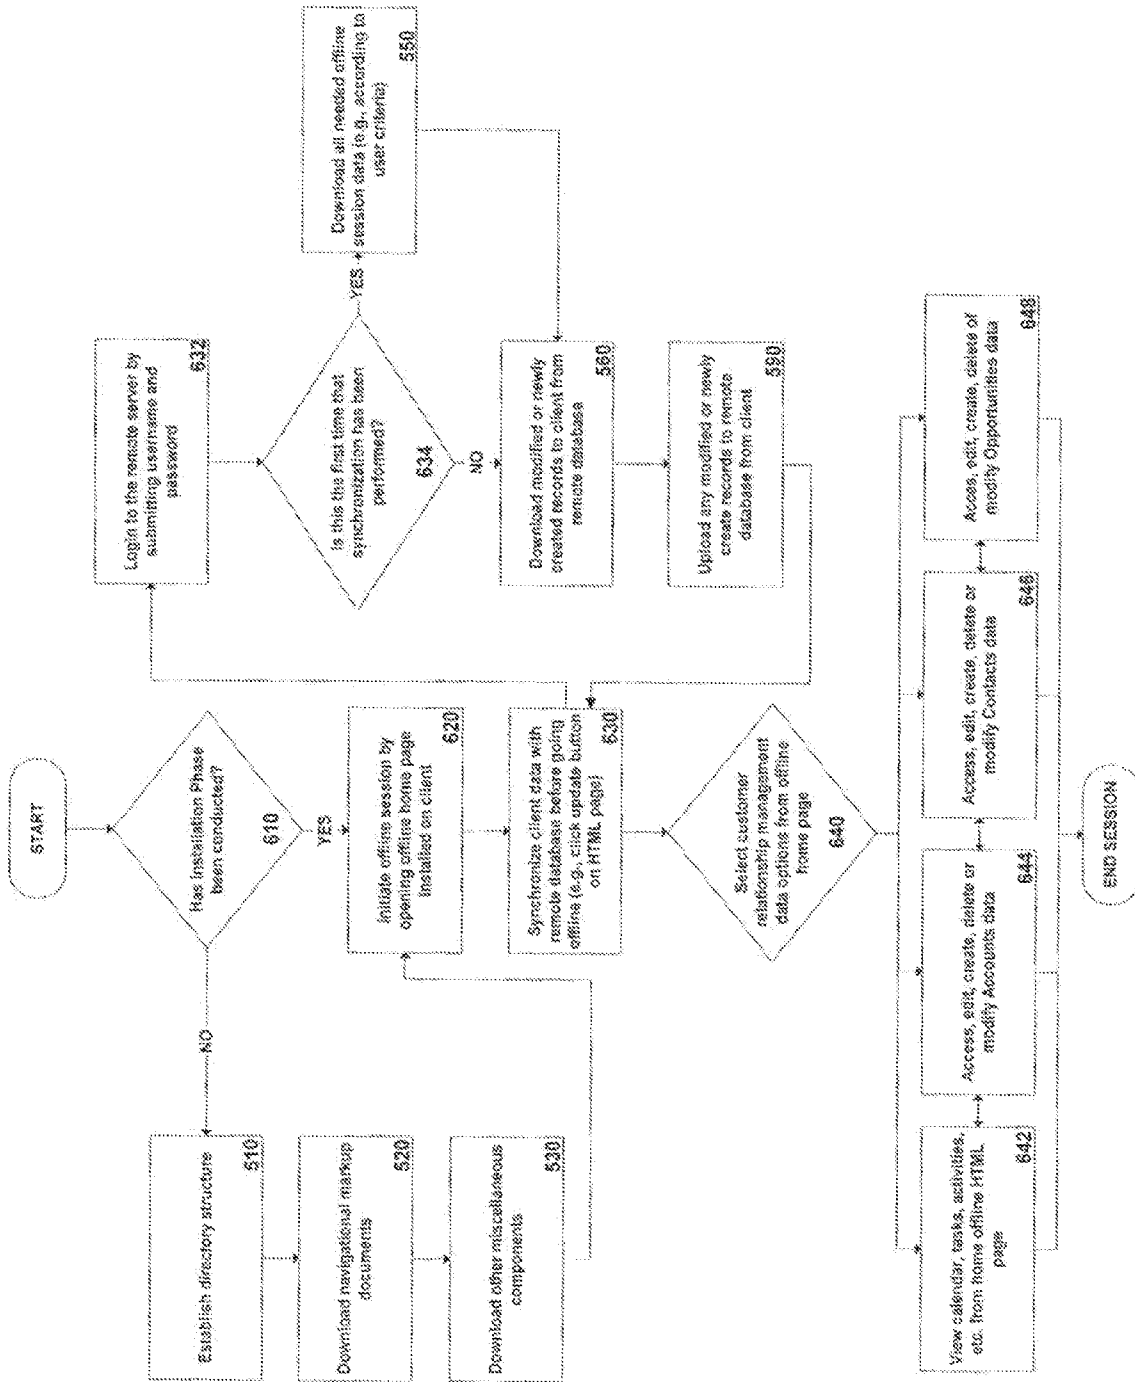 START
Has Installation Phase
been conducted?
610
NO
YES
Establish directory structure
510
Download navigational markup
documents
520
Download other miscellaneous
components
530
Initiate offline session by
opening offline home page
installed on client
620
Synchronize client data with
remote database before going
offline (e.g., click update button
on HTML page)
630
Login to the remote server by
submitting username and
password
632
Is this the first time that
synchronization has been
performed?
634
YES
NO
Download all needed offline
session data (e.g., according to
user criteria)
550
Download modified or newly
created records to client from
remote database
560
Upload any modified or newly
create records to remote
database from client
590
Select customer
relationship management
data options from offline
home page
640
View calendar, tasks, activities,
etc. from home offline HTML
page
642
Access, edit, create, delete or
modify Accounts data
644
Access, edit, create, delete or
modify Contacts data
646
Acces, edit, create, delete of
modify Opportunities data
648
END SESSION